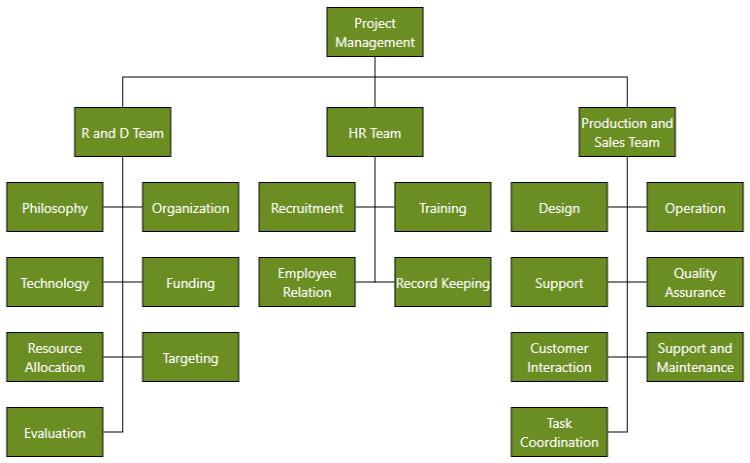 Project
Management
R and D Team
HR Team
Production and
Sales Team
Philosophy
Organization
Recruitment
Training
Design
Operation
Technology
Funding
Employee
Relation
Record Keeping
Support
Quality
Assurance
Resource
Allocation
Targeting
Customer
Interaction
Support and
Maintenance
Evaluation
Task
Coordination